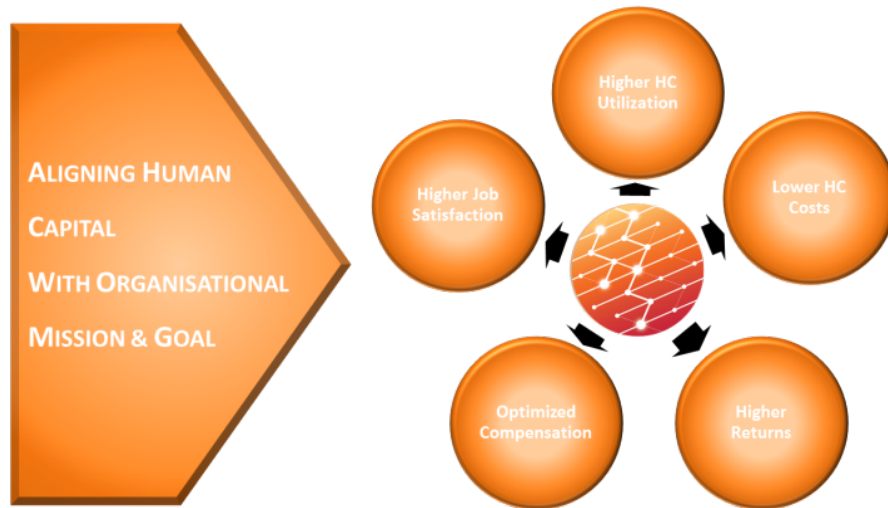 ALIGNING HUMAN
CAPITAL
WITH ORGANISATIONAL
MISSION & GOAL
Higher HC
Utilization
Higher Job
Satisfaction
Lower HC
Costs
Optimized
Compensation
Higher
Returns